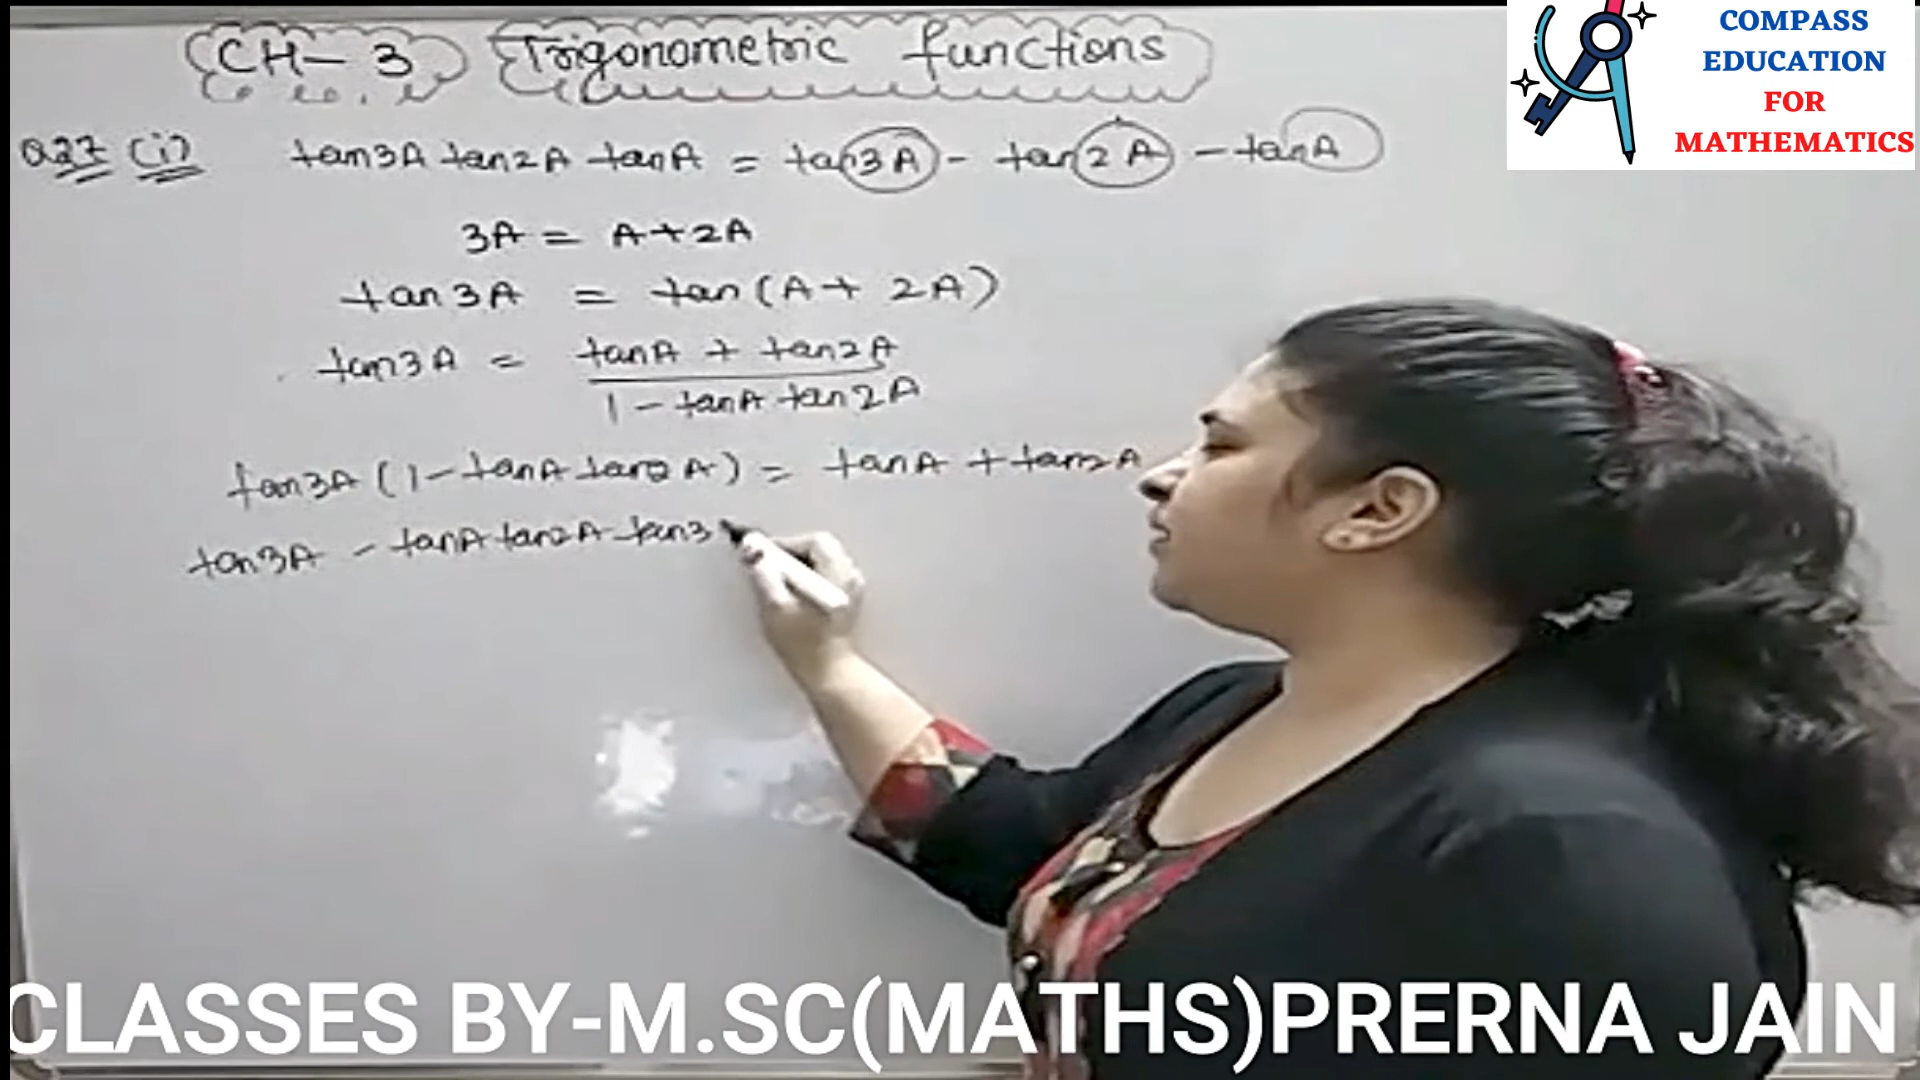 CH-3 Trigonometric functions
COMPASS
EDUCATION
FOR
MATHEMATICS
Q27 (i) tan3A tan2A tanA = tan3A - tan2A - tanA
3A = A+2A
tan3A = tan(A+ 2A)
tan3A = tanA + tan2A
1 - tanA tan2A
tan3A (1-tanA tan2A) = tanA + tan2A
tan3A - tanA tan2A tan3
CLASSES BY-M.SC(MATHS)PRERNA JAIN